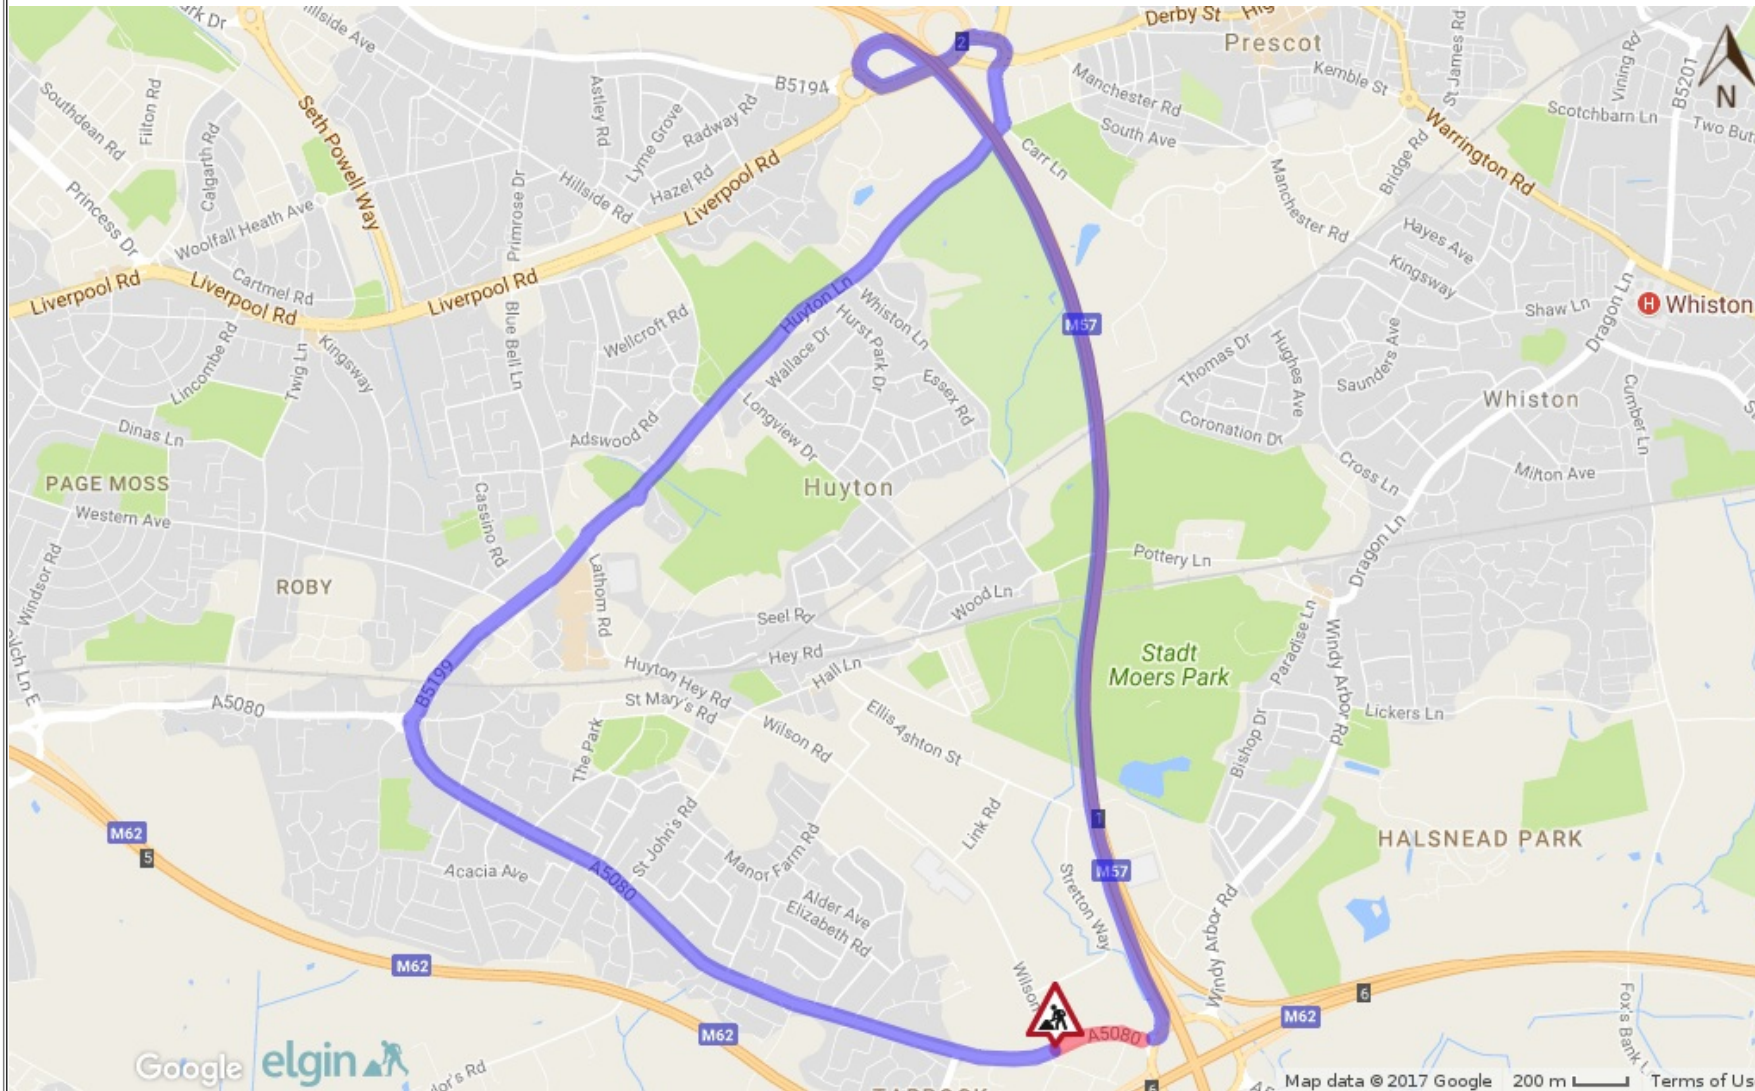 Derby St
Prescot
2
B5194
Seth Powell Way
Southdean Rd
Filton Rd
Calgarth Rd
Astley Rd
Lyme Grove
Radway Rd
Hazel Rd
Hillside Rd
Liverpool Rd
Manchester Rd
South Ave
Carr Ln
Kemble St
St James Rd
Vining Rd
B5201
N
Scotchbarn Ln
Warrington Rd
Bridge Rd
Manchester Rd
Princess Dr
Woolfall Heath Ave
Primrose Dr
Cartmel Rd
Liverpool Rd
Liverpool Rd
Liverpool Rd
Hayes Ave
Kingsway
Shaw Ln
Dragon Ln
H
Whiston
Huyton Ln
Whiston Ln
M57
Lincombe Rd
Twig Ln
Kingsway
Blue Bell Ln
Wellcroft Rd
Wallace Dr
Hurst Park Dr
Essex Rd
Thomas Dr
Hughes Ave
Saunders Ave
Whiston
Cumber Ln
Dinas Ln
Adswood Rd
Longview Dr
Coronation Dr
Cross Ln
Milton Ave
PAGE MOSS
Western Ave
Cassino Rd
Huyton
Windsor Rd
ROBY
Lathom Rd
Pottery Ln
Dragon Ln
Seel Rd
Wood Ln
Hey Rd
Hall Ln
Stadt
Moers Park
Paradise Ln
Windy Arbor Rd
B5199
A5080
Huyton Hey Rd
St Mary's Rd
The Park
Wilson Rd
Ellis Ashton St
Lickers Ln
Bishop Dr
M62
5
St John's Rd
Manor Farm Rd
Link Rd
1
HALSNEAD PARK
Acacia Ave
A5080
Alder Ave
Elizabeth Rd
Stretton Way
M57
Windy Arbor Rd
M62
Wilson
6
M62
M62
A5080
Fox's Bank L
Google
elgin
6
Map data © 2017 Google
200 m
Terms of Us